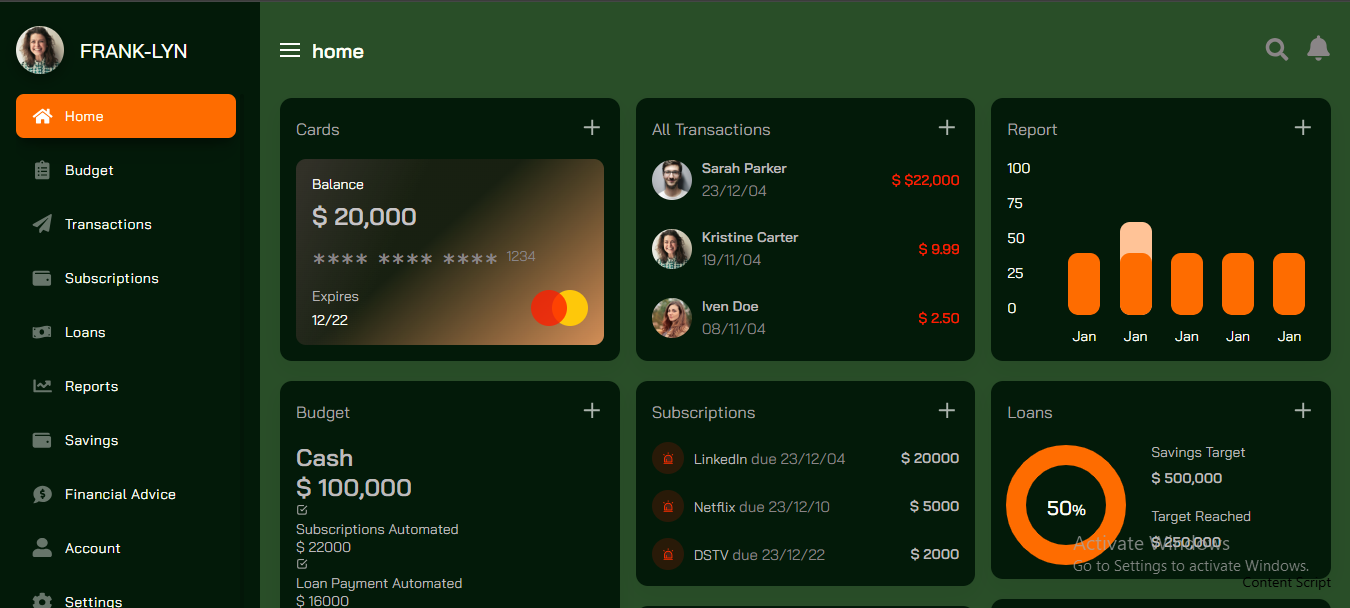 FRANK-LYN
Home
Budget
Transactions
Subscriptions
Loans
Reports
Savings
Financial Advice
Account
Settings
home
Cards
Balance
$ 20,000
**** **** **** 1234
Expires
12/22
All Transactions
Sarah Parker
23/12/04
$ $22,000
Kristine Carter
19/11/04
$ 9.99
Iven Doe
08/11/04
$ 2.50
Report
100
75
50
25
0
Jan Jan Jan Jan Jan
Budget
Cash
$ 100,000
Subscriptions Automated
$ 22000
Loan Payment Automated
$ 16000
Subscriptions
LinkedIn due 23/12/04 $ 20000
Netflix due 23/12/10 $ 5000
DSTV due 23/12/22 $ 2000
Loans
50%
Savings Target
$ 500,000
Target Reached
$ 250,000
Activate Windows
Go to Settings to activate Windows.
Content Script